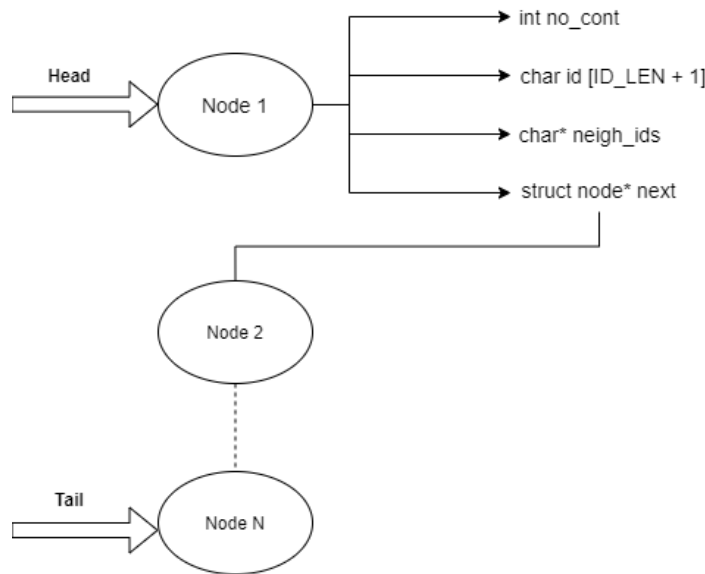 int no_cont
Head
char id [ID_LEN + 1]
Node 1
char* neigh_ids
struct node* next
Node 2
Tail
Node N